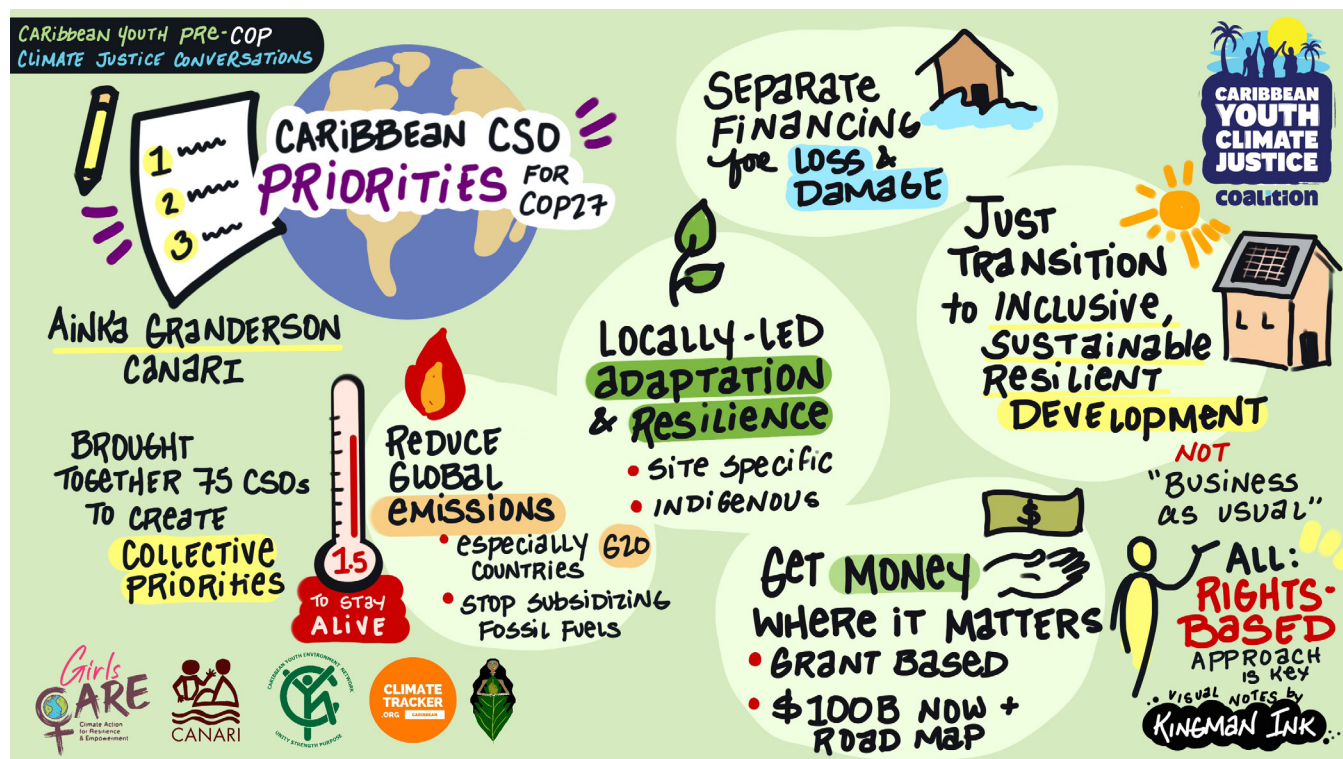 CARibbean YOUTH PRE-COP
CLIMATE JUSTICE CONVERSATIONS
1
2
3
CARIBBEAN CSO
PRIORITIES FOR
COP27
AINKA GRANDERSON
CANARI
BROUGHT
TOGETHER 75 CSOs
TO CREATE
COLLECTIVE
PRIORITIES
1.5
TO STAY
ALIVE
REDUCE
GLOBAL
EMISSIONS
• ESPECIALLY G20
COUNTRIES
• STOP SUBSIDIZING
FOSSIL FUELS
SEPARATE
FINANCING
for LOSS &
DAMAGE
LOCALLY-LED
ADAPTATION
& RESILIENCE
• SITE SPECIFIC
• INDIGENOUS
JUST
TRANSITION
to INCLUSIVE,
SUSTAINABLE
RESILIENT
DEVELOPMENT
NOT
"BUSINESS
as USUAL"
$
GET MONEY
WHERE IT MATTERS
• GRANT BASED
• $100B NOW +
ROAD MAP
ALL:
RIGHTS-
BASED
APPROACH
IS KEY
VISUAL NOTES by
KINGMAN INK
CARIBBEAN
YOUTH
CLIMATE
JUSTICE
coalition
Girls
CARE
Climate Action
for Resilience
& Empowerment
CANARI
CARIBBEAN YOUTH ENVIRONMENT NETWORK
UNITY STRENGTH PURPOSE
CLIMATE
TRACKER
.ORG CARIBBEAN